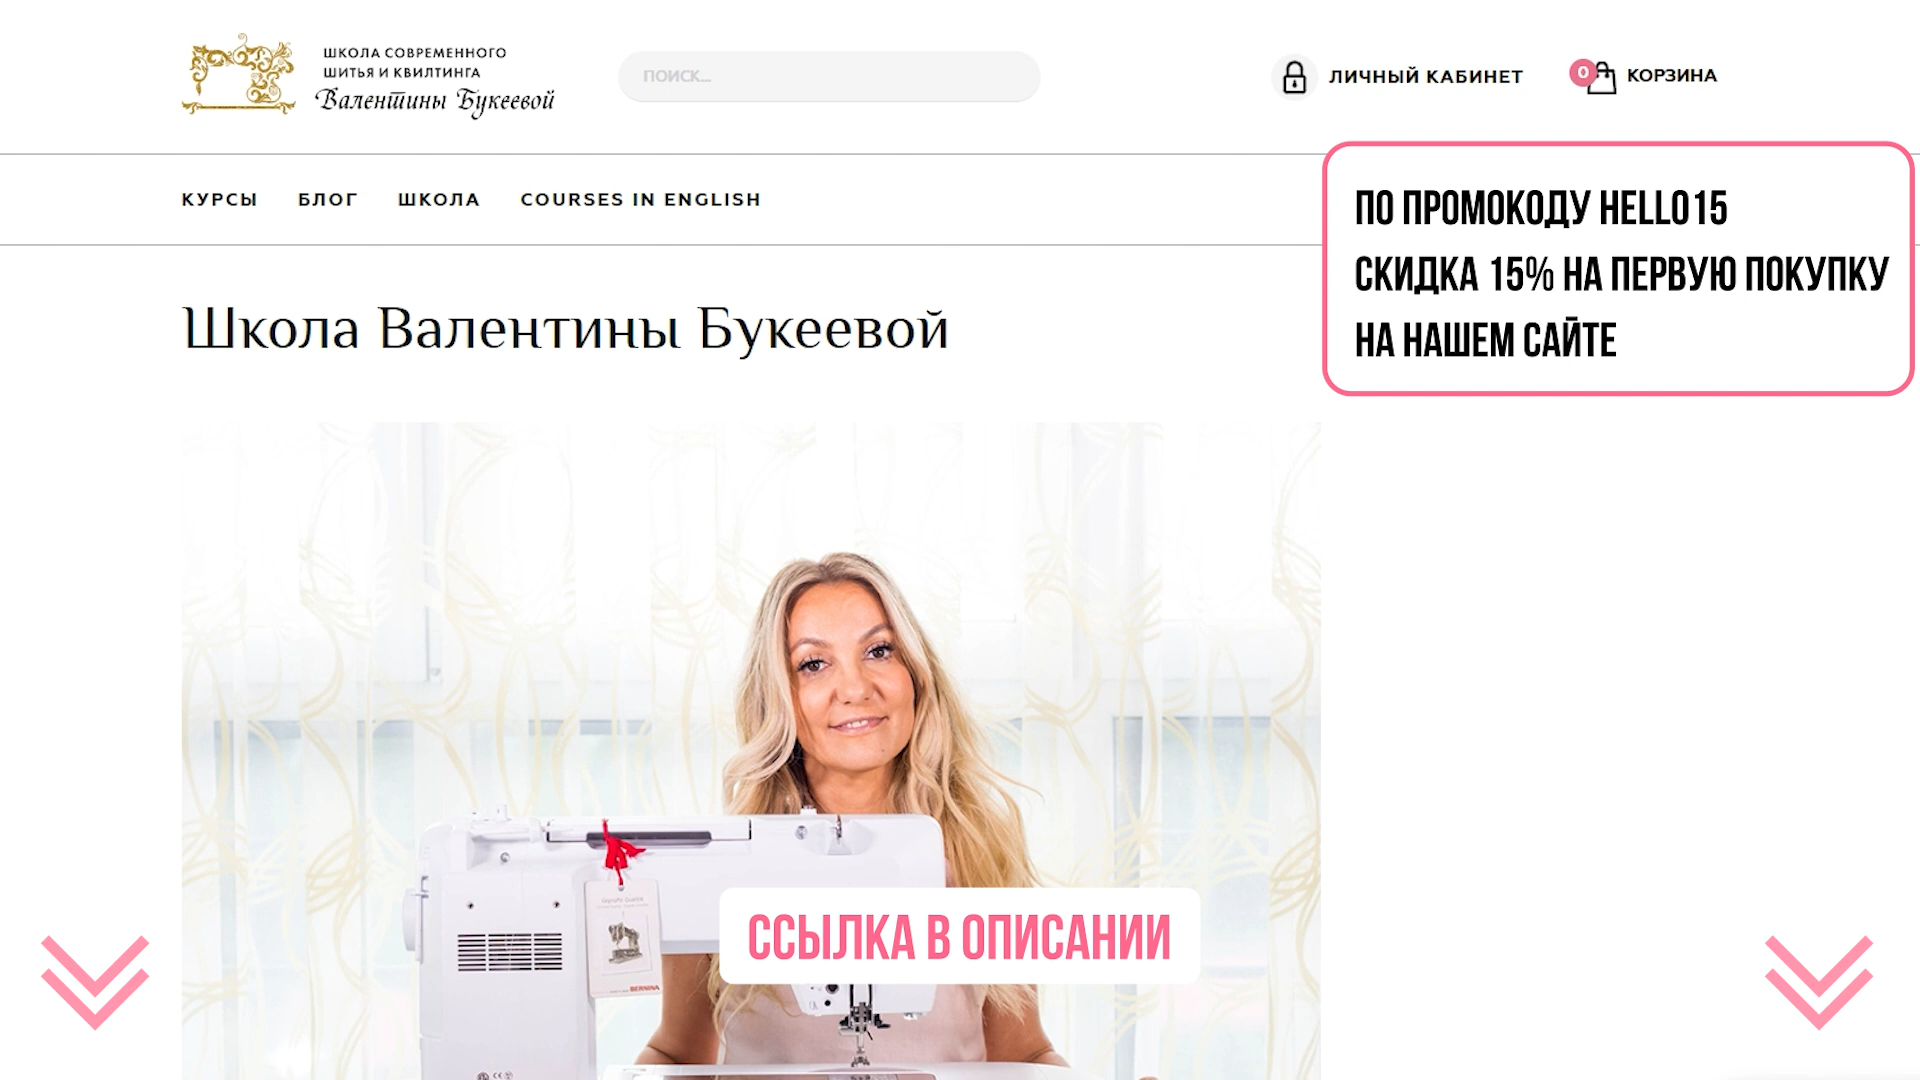 ШКОЛА СОВРЕМЕННОГО
ШИТЬЯ И КВИЛТИНГА
Валентины Букеевой
ПОИСК...
ЛИЧНЫЙ КАБИНЕТ
0
КОРЗИНА
КУРСЫ
БЛОГ
ШКОЛА
COURSES IN ENGLISH
ПО ПРОМОКОДУ HELLO15
СКИДКА 15% НА ПЕРВУЮ ПОКУПКУ
НА НАШЕМ САЙТЕ
Школа Валентины Букеевой
BERNINA
ССЫЛКА В ОПИСАНИИ